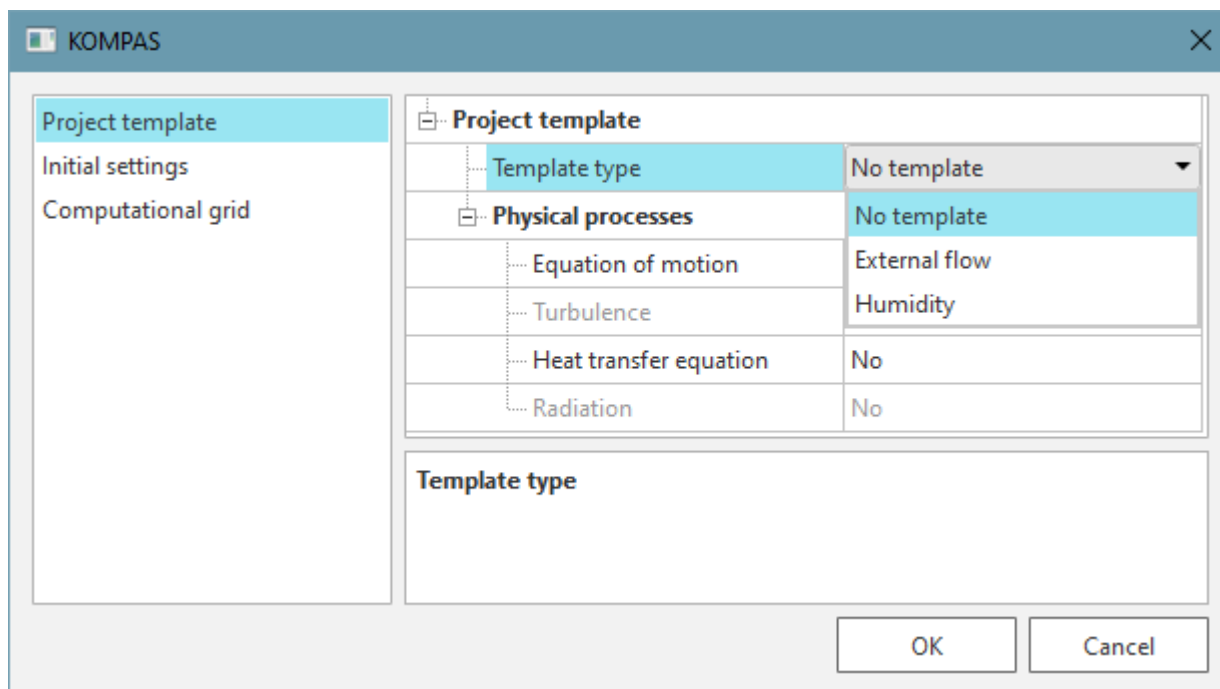 KOMPAS
Project template
Initial settings
Computational grid
Project template
Template type No template
Physical processes No template
Equation of motion External flow
Turbulence Humidity
Heat transfer equation No
Radiation No
Template type
OK Cancel